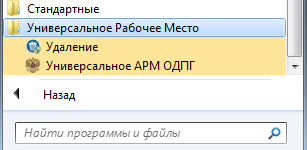 Стандартные
Универсальное Рабочее Место
Удаление
Универсальное АРМ ОДПГ
Назад
Найти программы и файлы